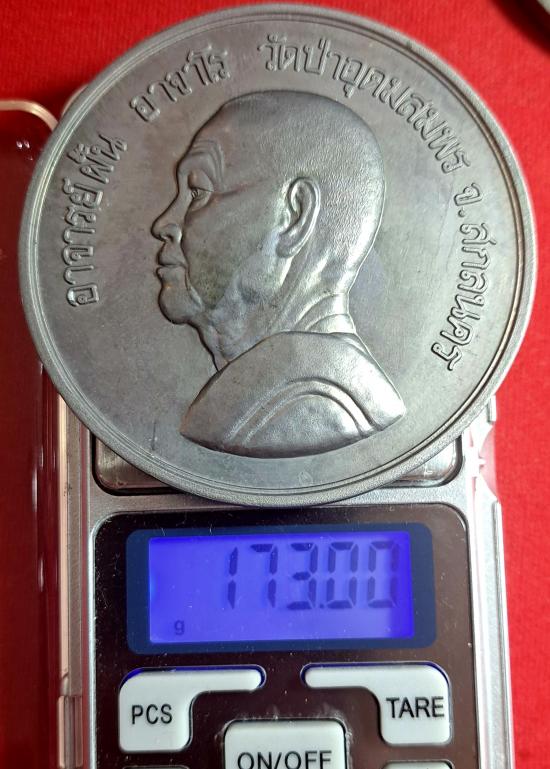 อาจารย์ฝั้น อาจาโร วัดป่าอุดมสมพร จ.สกลนคร
173.00
g
PCS
TARE
ON/OFF